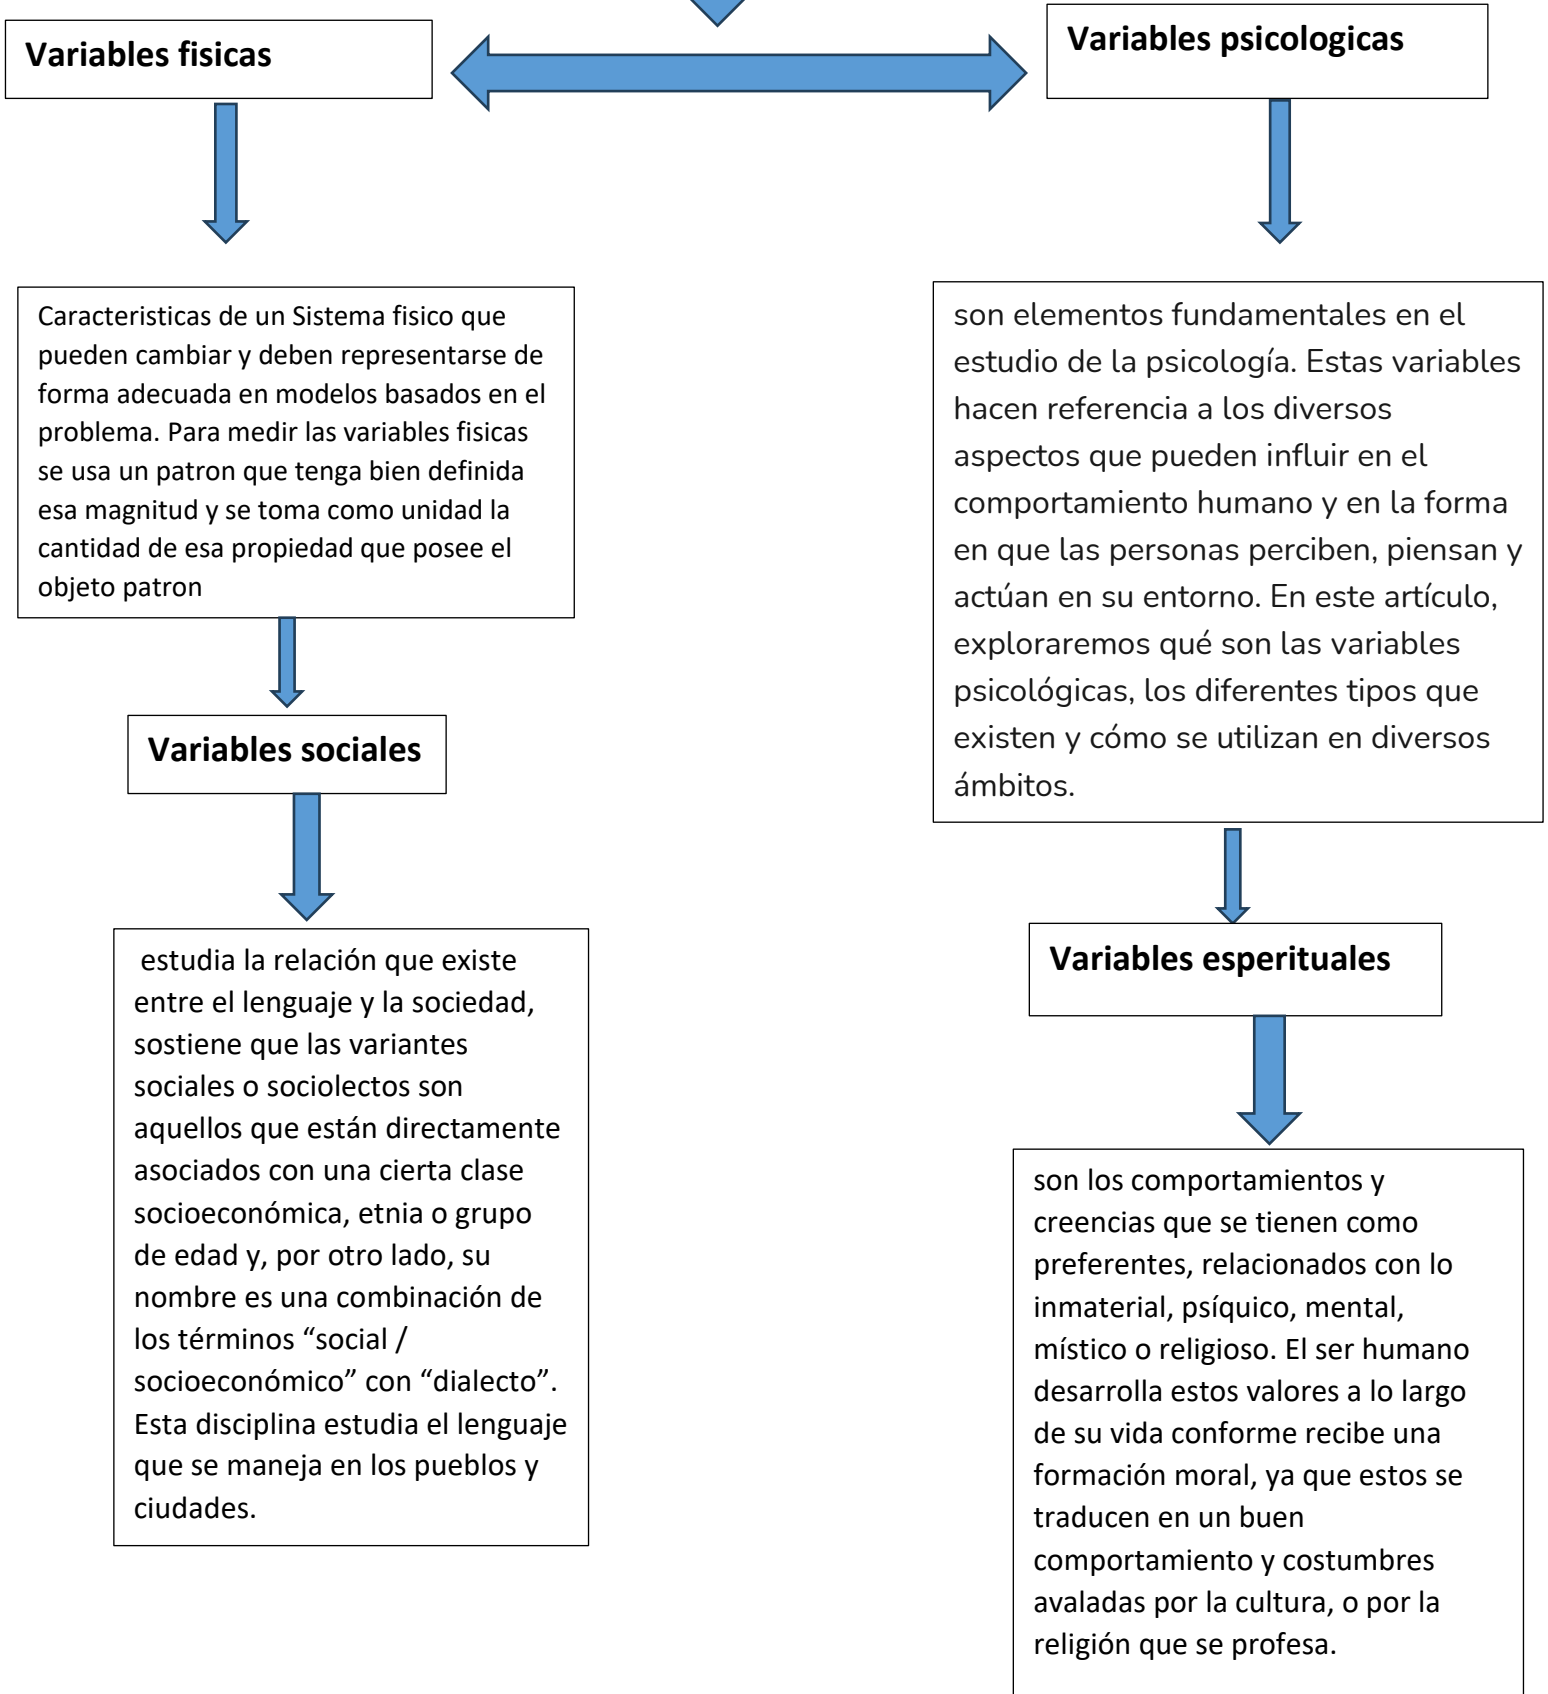 Variables fisicas
Variables psicologicas
Caracteristicas de un Sistema fisico que
pueden cambiar y deben representarse de
forma adecuada en modelos basados en el
problema. Para medir las variables fisicas
se usa un patron que tenga bien definida
esa magnitud y se toma como unidad la
cantidad de esa propiedad que posee el
objeto patron
son elementos fundamentales en el
estudio de la psicología. Estas variables
hacen referencia a los diversos
aspectos que pueden influir en el
comportamiento humano y en la forma
en que las personas perciben, piensan y
actúan en su entorno. En este artículo,
exploraremos qué son las variables
psicológicas, los diferentes tipos que
existen y cómo se utilizan en diversos
ámbitos.
Variables sociales
estudia la relación que existe
entre el lenguaje y la sociedad,
sostiene que las variantes
sociales o sociolectos son
aquellos que están directamente
asociados con una cierta clase
socioeconómica, etnia o grupo
de edad y, por otro lado, su
nombre es una combinación de
los términos “social /
socioeconómico” con “dialecto”.
Esta disciplina estudia el lenguaje
que se maneja en los pueblos y
ciudades.
Variables esperituales
son los comportamientos y
creencias que se tienen como
preferentes, relacionados con lo
inmaterial, psíquico, mental,
místico o religioso. El ser humano
desarrolla estos valores a lo largo
de su vida conforme recibe una
formación moral, ya que estos se
traducen en un buen
comportamiento y costumbres
avaladas por la cultura, o por la
religión que se profesa.